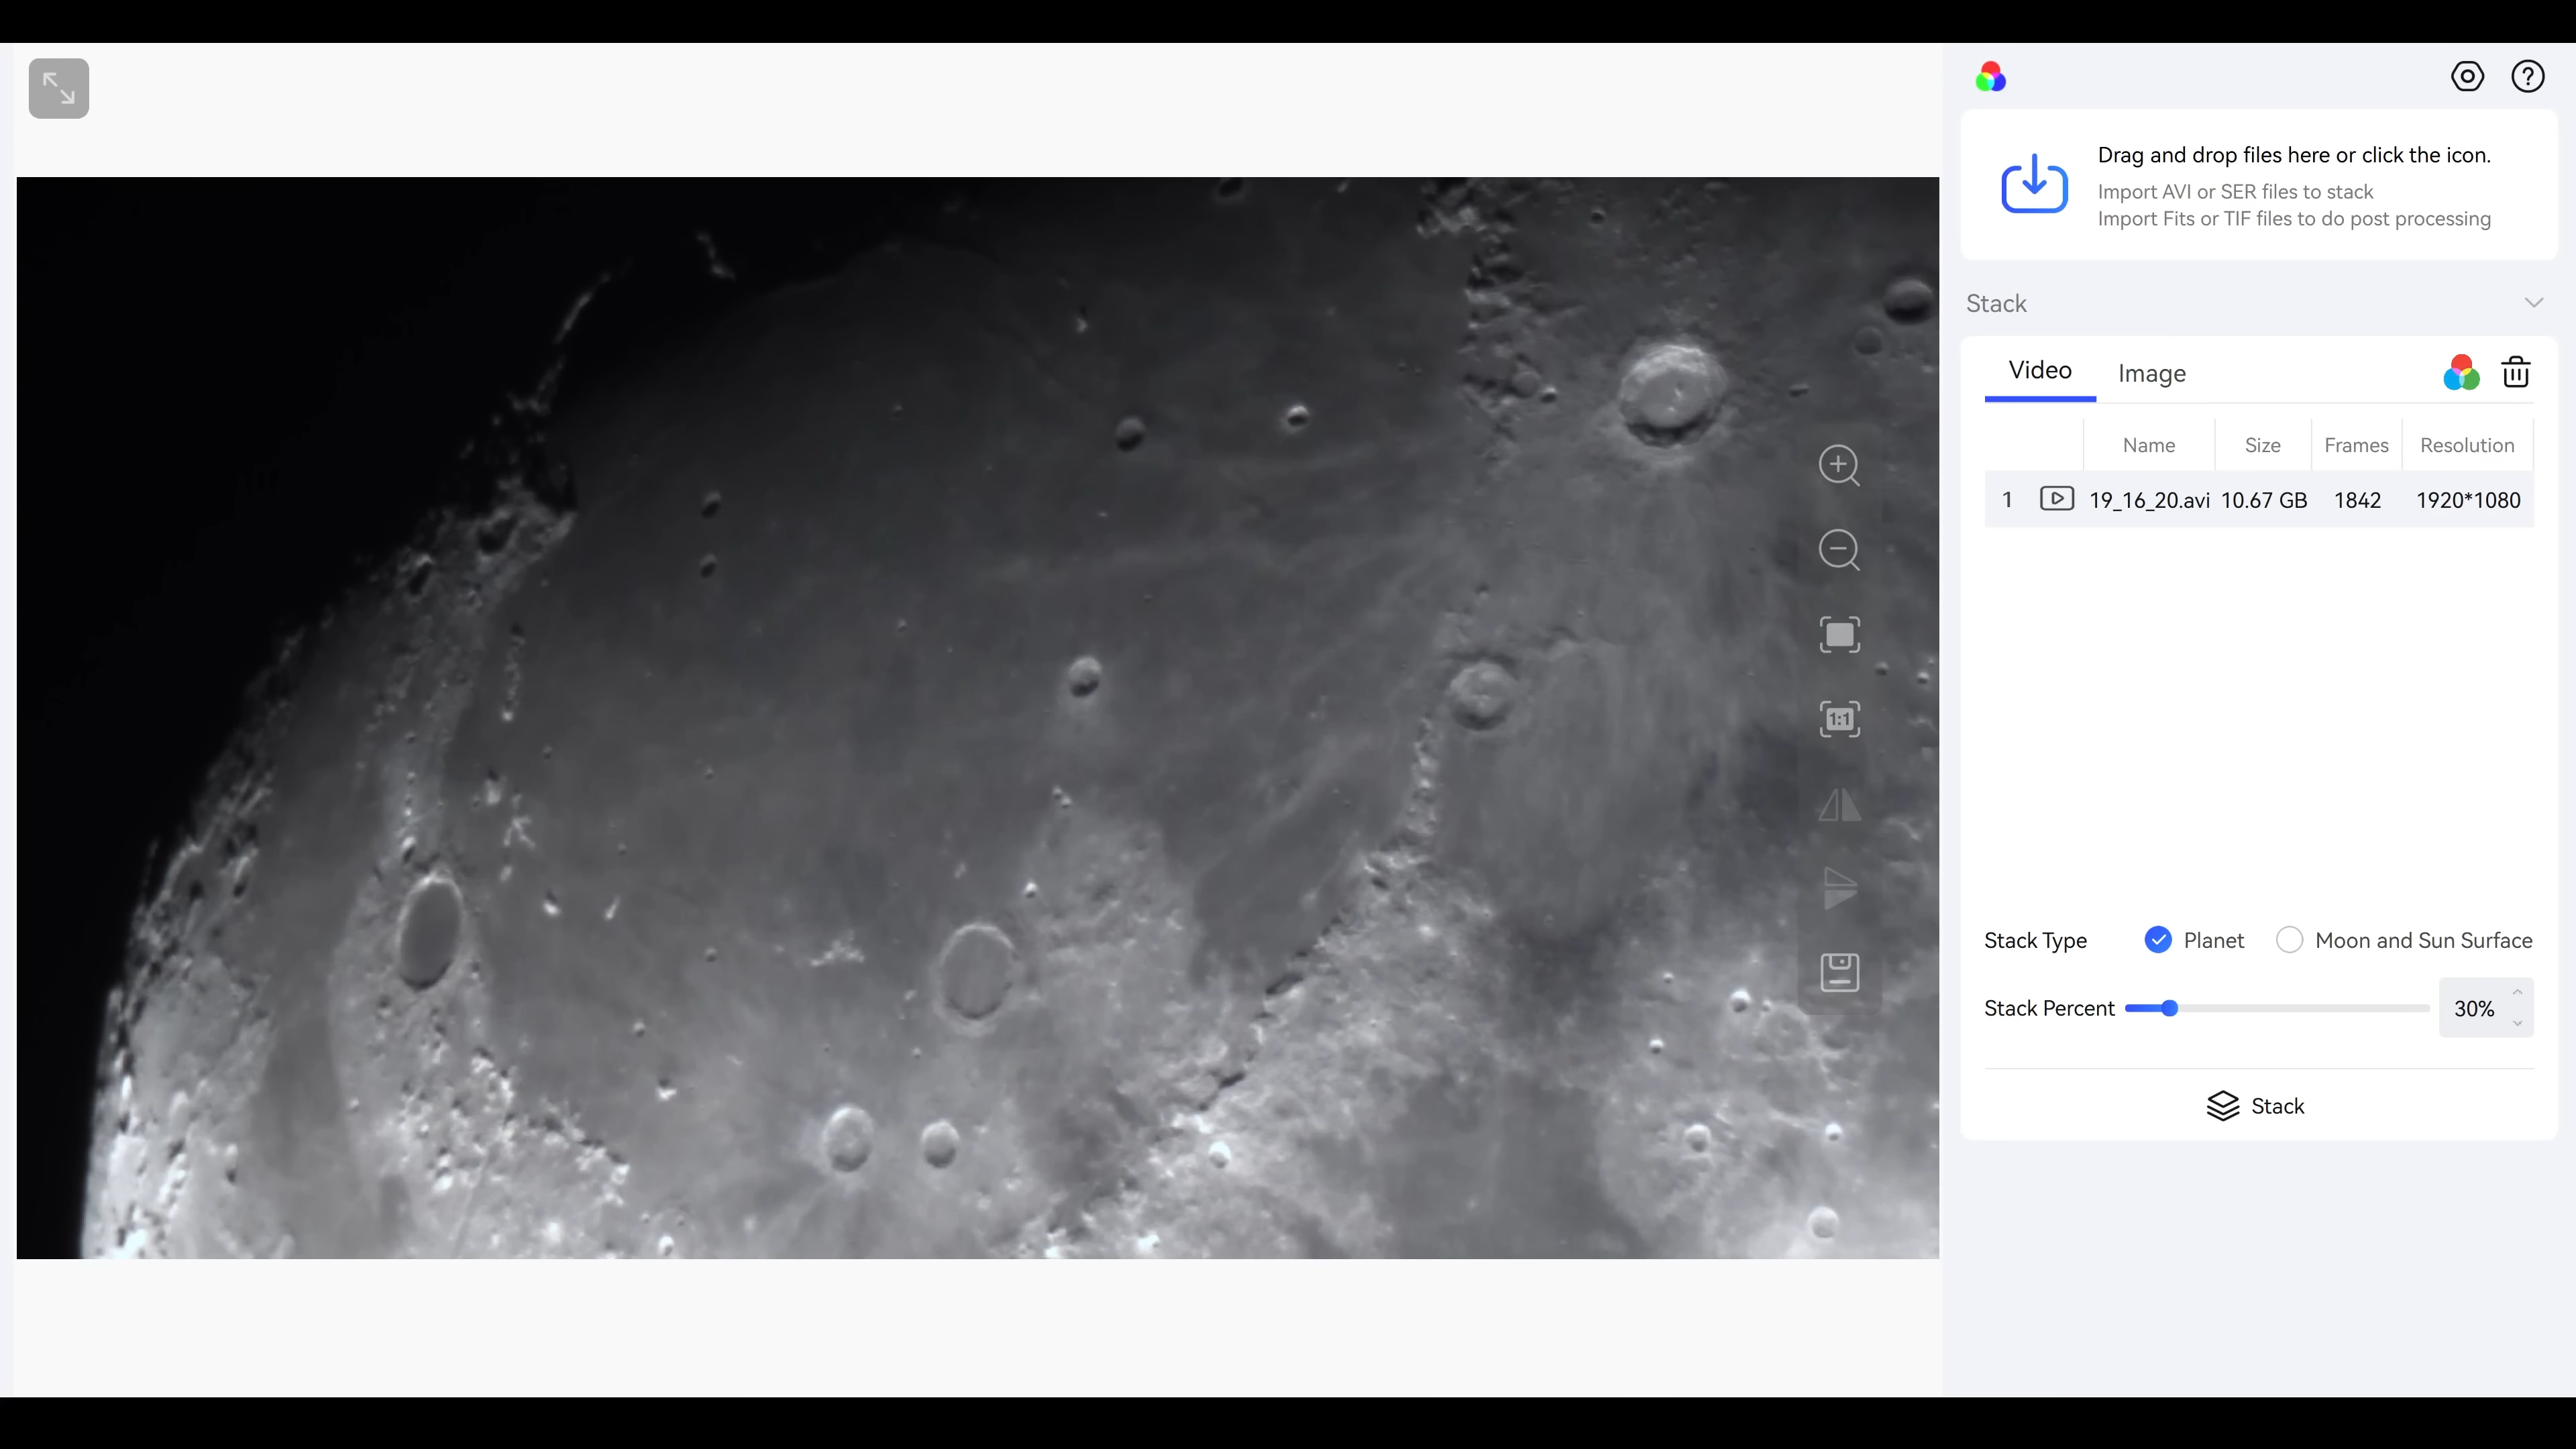 Drag and drop files here or click the icon.
Import AVI or SER files to stack
Import Fits or TIF files to do post processing
Stack
Video Image
Name Size Frames Resolution
1 19_16_20.avi 10.67 GB 1842 1920*1080
1:1
Stack Type Planet Moon and Sun Surface
Stack Percent 30%
Stack